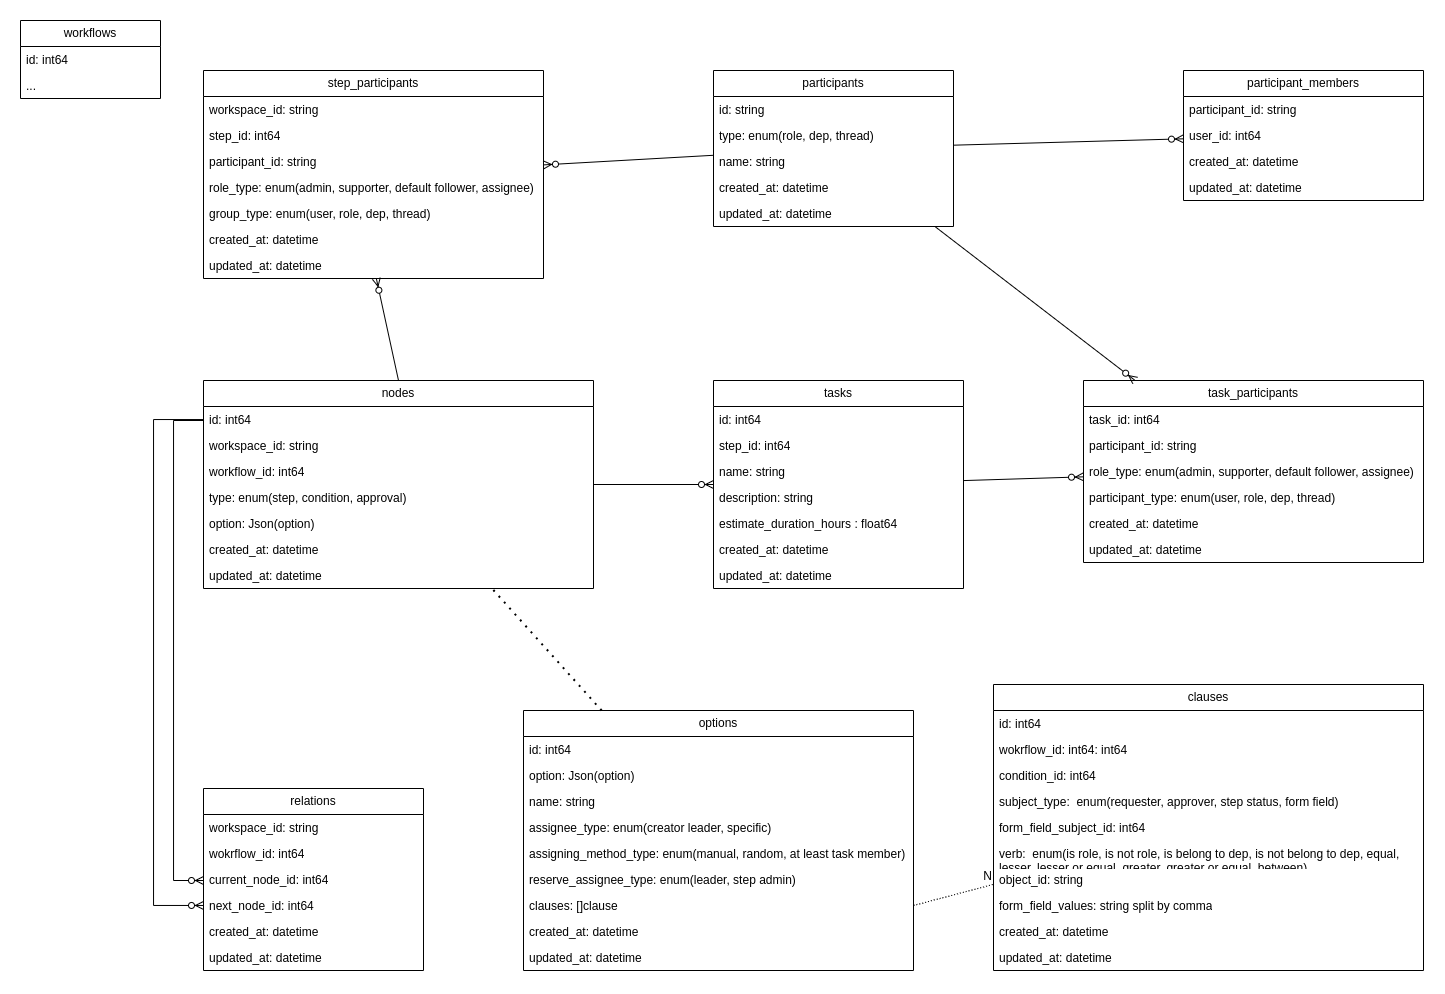 workflows
id: int64
...
step_participants
workspace_id: string
step_id: int64
participant_id: string
role_type: enum(admin, supporter, default follower, assignee)
group_type: enum(user, role, dep, thread)
created_at: datetime
updated_at: datetime
participants
id: string
type: enum(role, dep, thread)
name: string
created_at: datetime
updated_at: datetime
participant_members
participant_id: string
user_id: int64
created_at: datetime
updated_at: datetime
nodes
id: int64
workspace_id: string
workflow_id: int64
type: enum(step, condition, approval)
option: Json(option)
created_at: datetime
updated_at: datetime
tasks
id: int64
step_id: int64
name: string
description: string
estimate_duration_hours : float64
created_at: datetime
updated_at: datetime
task_participants
task_id: int64
participant_id: string
role_type: enum(admin, supporter, default follower, assignee)
participant_type: enum(user, role, dep, thread)
created_at: datetime
updated_at: datetime
relations
workspace_id: string
wokrflow_id: int64
current_node_id: int64
next_node_id: int64
created_at: datetime
updated_at: datetime
options
id: int64
option: Json(option)
name: string
assignee_type: enum(creator leader, specific)
assigning_method_type: enum(manual, random, at least task member)
reserve_assignee_type: enum(leader, step admin)
clauses: []clause
created_at: datetime
updated_at: datetime
N
clauses
id: int64
wokrflow_id: int64: int64
condition_id: int64
subject_type:  enum(requester, approver, step status, form field)
form_field_subject_id: int64
verb:  enum(is role, is not role, is belong to dep, is not belong to dep, equal,
lesser, lesser or equal, greater, greater or equal, between)
object_id: string
form_field_values: string split by comma
created_at: datetime
updated_at: datetime